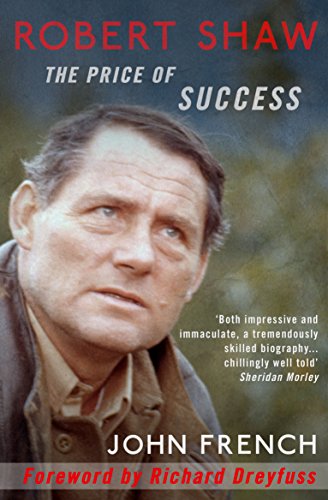 ROBERT SHAW
THE PRICE OF
SUCCESS
‘Both impressive and
immaculate, a tremendously
skilled biography...
chillingly well told’
Sheridan Morley
JOHN FRENCH
Foreword by Richard Dreyfuss